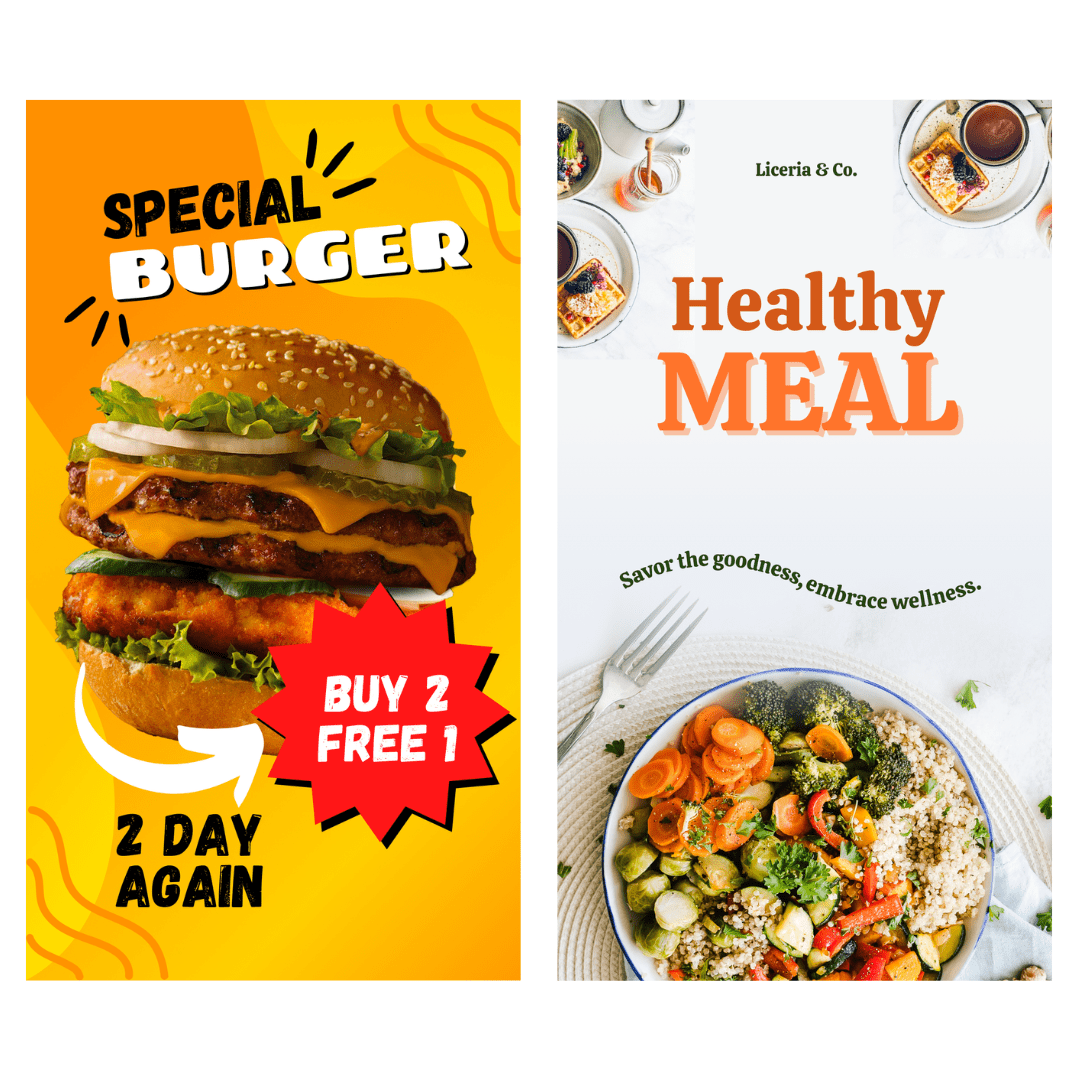 SPECIAL
BURGER
BUY 2
FREE 1
2 DAY
AGAIN
Liceria & Co.
Healthy
MEAL
Savor the goodness, embrace wellness.